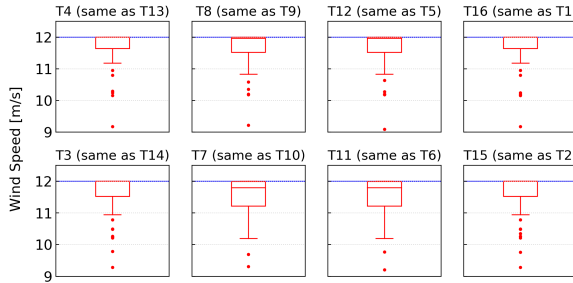 T4 (same as T13)
T8 (same as T9)
T12 (same as T5)
T16 (same as T1
12
11
10
9
Wind Speed [m/s]
T3 (same as T14)
T7 (same as T10)
T11 (same as T6)
T15 (same as T2
12
11
10
9